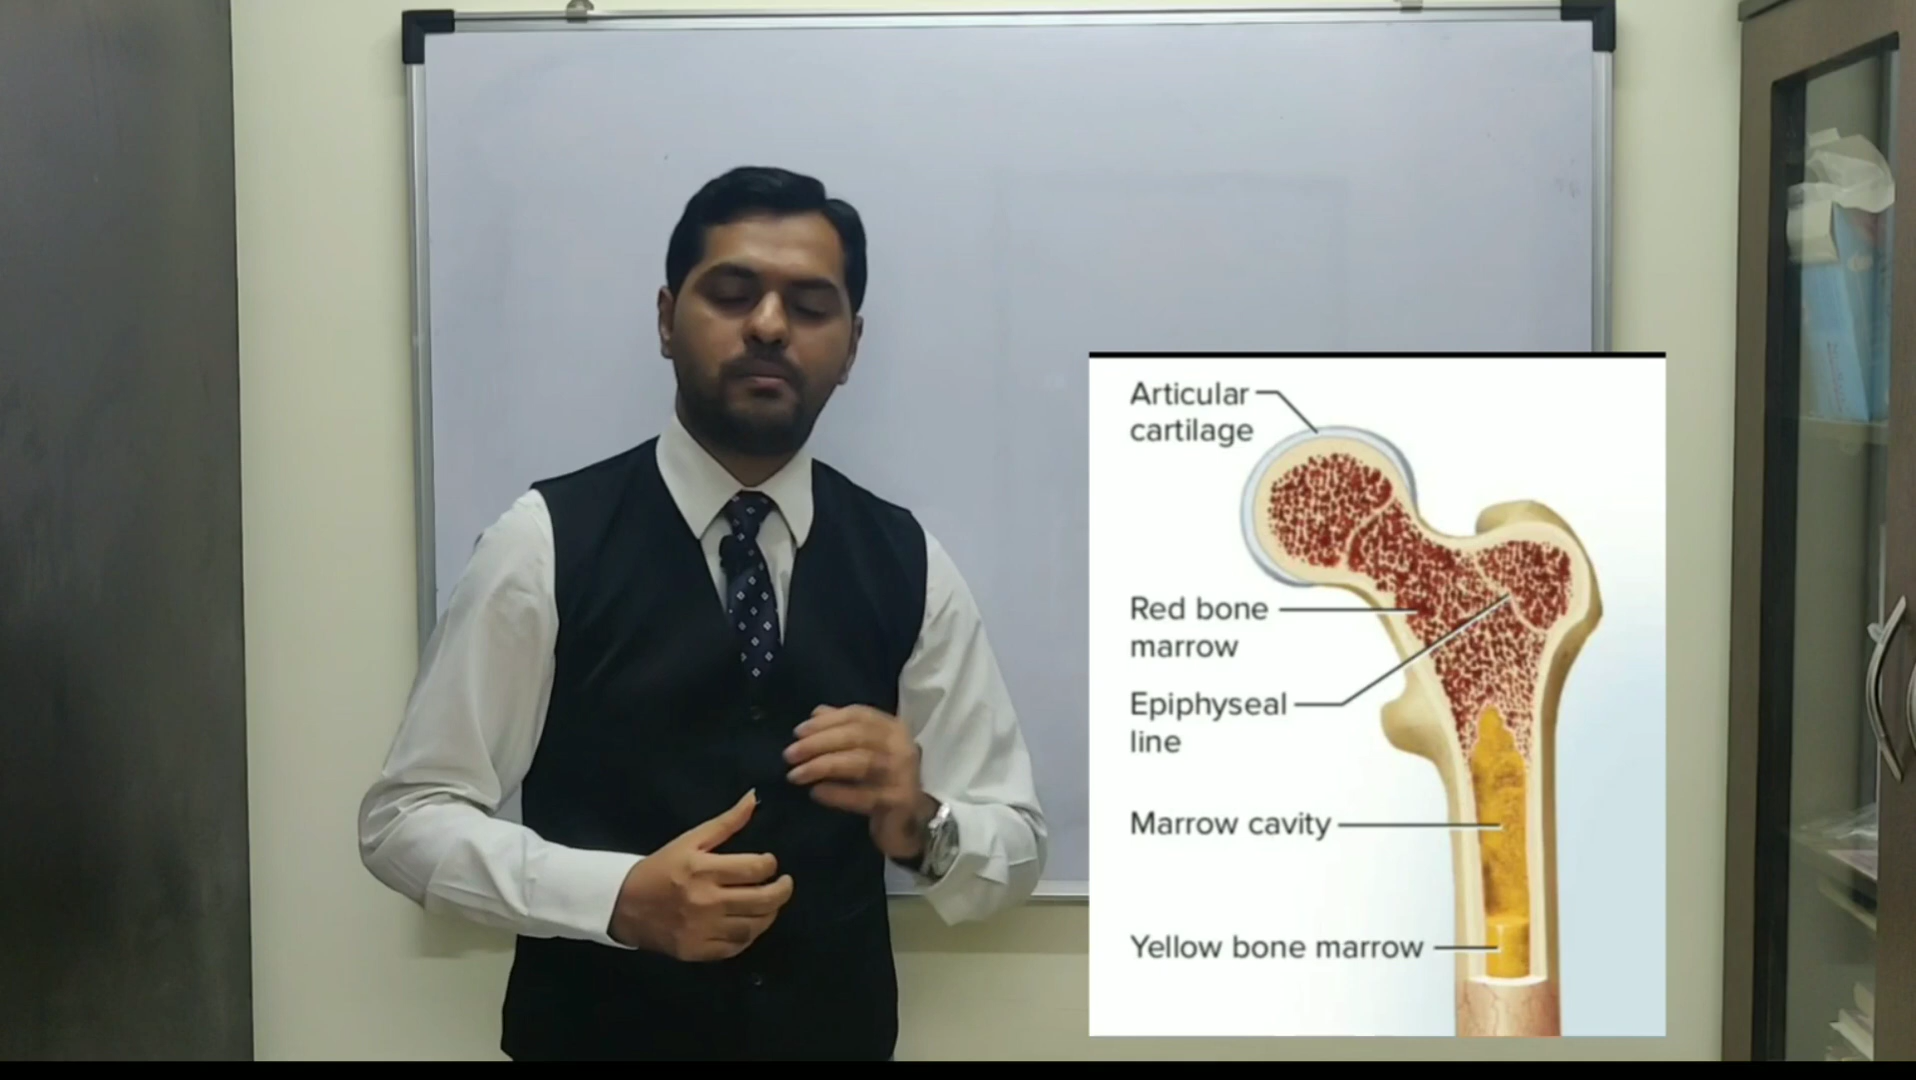 Articular
cartilage
Red bone
marrow
Epiphyseal
line
Marrow cavity
Yellow bone marrow